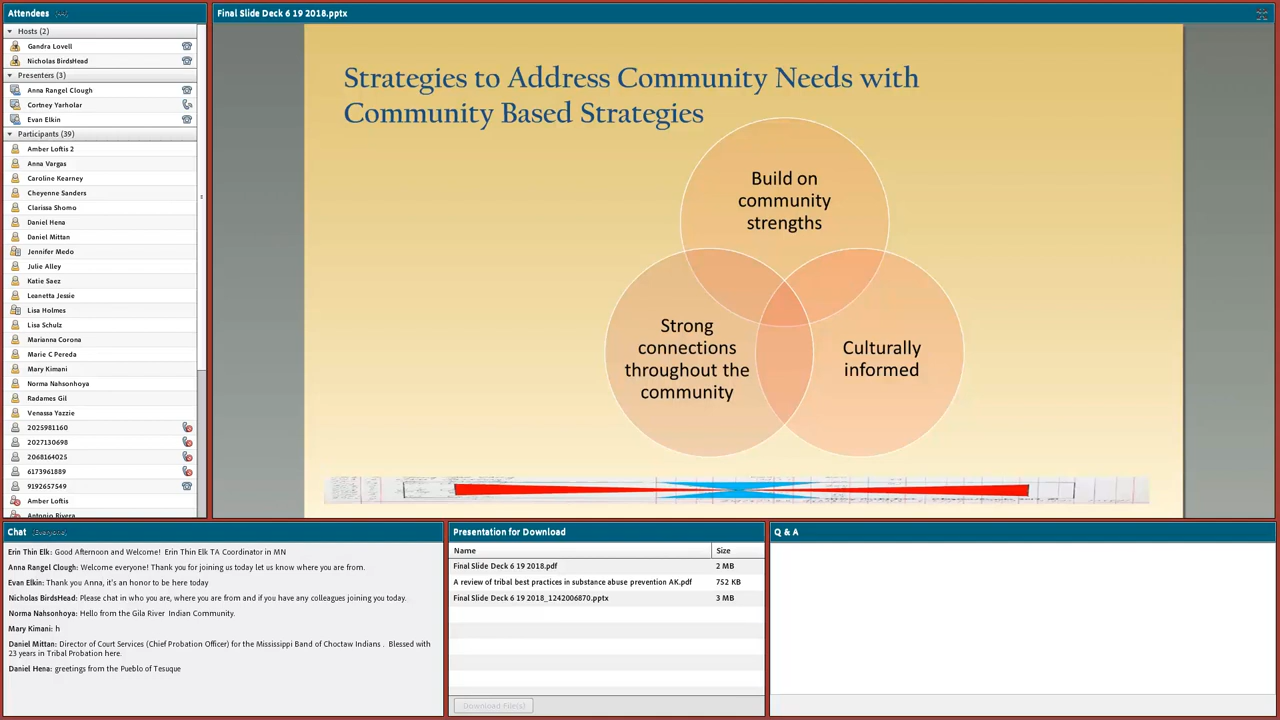 Attendees
Final Slide Deck 6 19 2018.pptx
Hosts (2)
Gandra Lovell
Nicholas BirdsHead
Presenters (3)
Anna Rangel Clough
Cortney Yarholar
Evan Elkin
Participants (39)
Amber Loftis 2
Anna Vargas
Caroline Kearney
Cheyenne Sanders
Clarissa Shomo
Daniel Hena
Daniel Mittan
Jennifer Medo
Julie Alley
Katie Saez
Leanetta Jessie
Lisa Holmes
Lisa Schulz
Marianna Corona
Marie C Pereda
Mary Kimani
Norma Nahsonhoya
Radames Gil
Venassa Yazzie
2025981160
2027130698
2068164025
6173961889
9192657549
Amber Loftis
Antonio Rivera
Strategies to Address Community Needs with
Community Based Strategies
Build on
community
strengths
Strong
connections
throughout the
community
Culturally
informed
Chat (Everyone)
Erin Thin Elk: Good Afternoon and Welcome! Erin Thin Elk TA Coordinator in MN
Anna Rangel Clough: Welcome everyone! Thank you for joining us today let us know where you are from.
Evan Elkin: Thank you Anna, it's an honor to be here today
Nicholas BirdsHead: Please chat in who you are, where you are from and if you have any colleagues joining you today.
Norma Nahsonhoya: Hello from the Gila River Indian Community.
Mary Kimani: h
Daniel Mittan: Director of Court Services (Chief Probation Officer) for the Mississippi Band of Choctaw Indians . Blessed with
23 years in Tribal Probation here.
Daniel Hena: greetings from the Pueblo of Tesuque
Presentation for Download
Name Size
Final Slide Deck 6 19 2018.pdf 2 MB
A review of tribal best practices in substance abuse prevention AK.pdf 752 KB
Final Slide Deck 6 19 2018_1242006870.pptx 3 MB
Download File(s)
Q & A